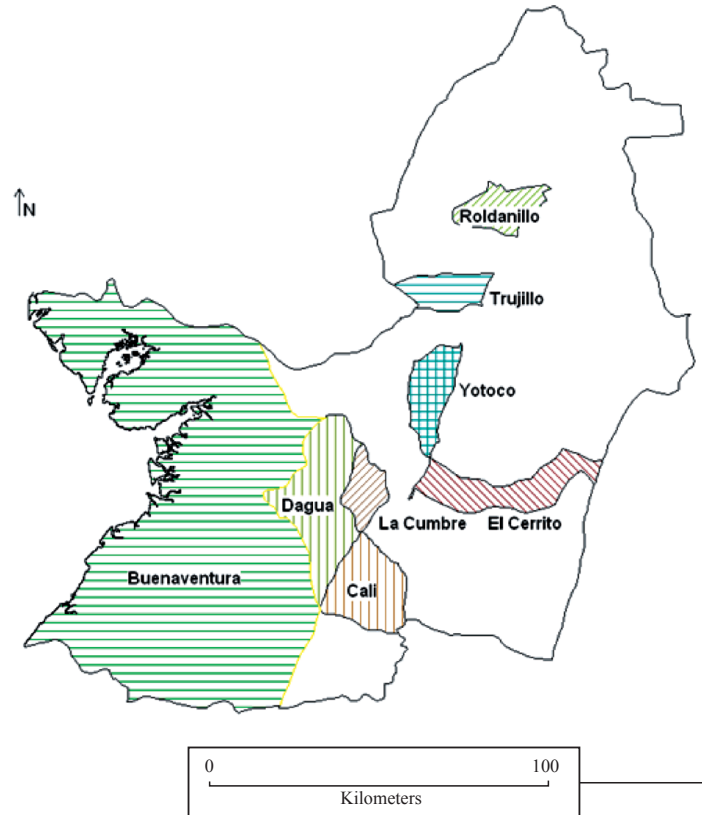 N
Roldanillo
Trujillo
Yotoco
Dagua
La Cumbre
El Cerrito
Buenaventura
Cali
0 100
Kilometers